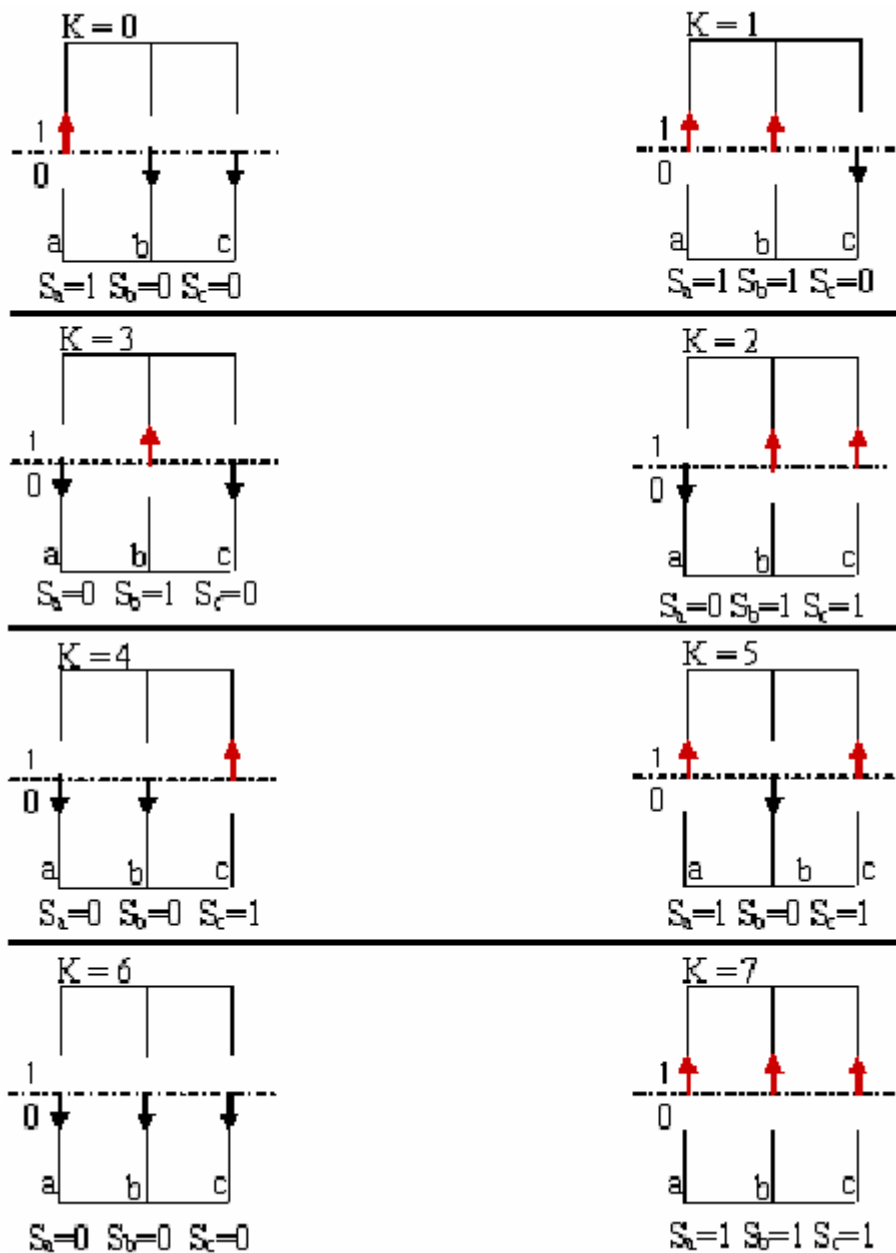 K = 0
1
0
a b c
Sa=1 Sb=0 Sc=0
K = 1
1
0
a b c
Sa=1 Sb=1 Sc=0
K = 3
1
0
a b c
Sa=0 Sb=1 Sc=0
K = 2
1
0
a b c
Sa=0 Sb=1 Sc=1
K = 4
1
0
a b c
Sa=0 Sb=0 Sc=1
K = 5
1
0
a b c
Sa=1 Sb=0 Sc=1
K = 6
1
0
a b c
Sa=0 Sb=0 Sc=0
K = 7
1
0
a b c
Sa=1 Sb=1 Sc=1